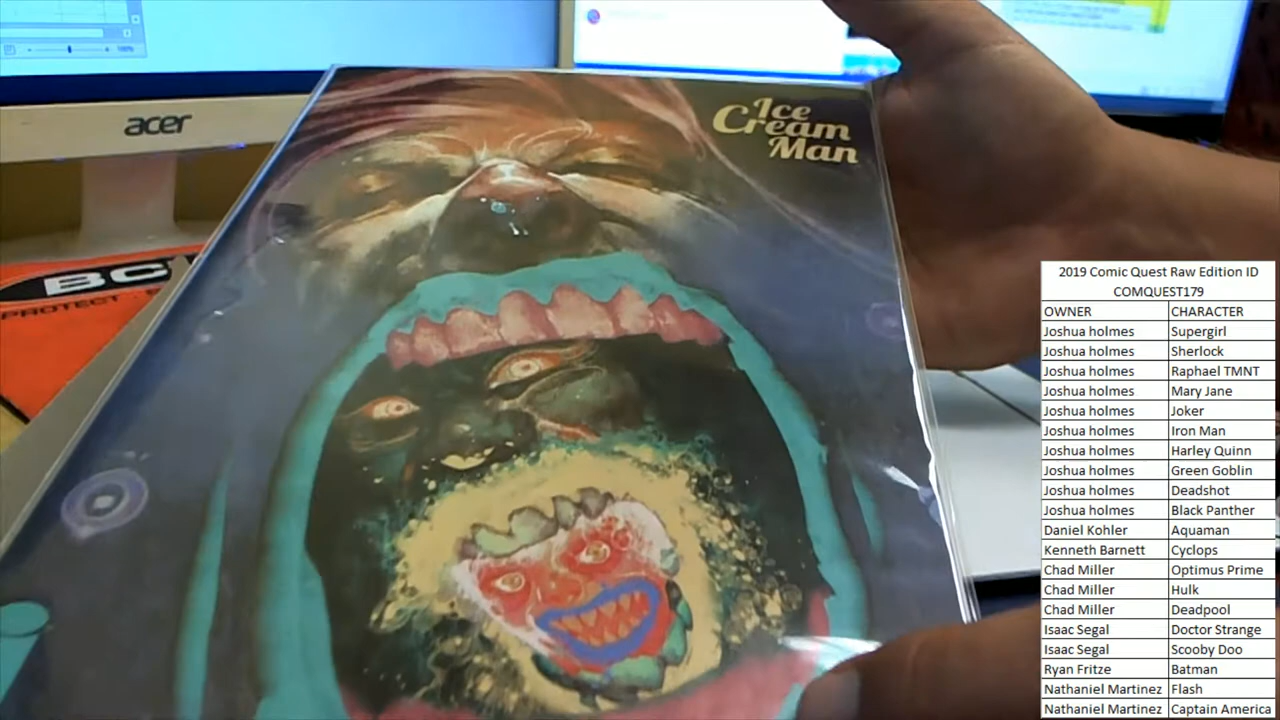 acer
100%
BC
PROTECT
Ice
Cream
Man
2019 Comic Quest Raw Edition ID
COMQUEST179
OWNER CHARACTER
Joshua holmes Supergirl
Joshua holmes Sherlock
Joshua holmes Raphael TMNT
Joshua holmes Mary Jane
Joshua holmes Joker
Joshua holmes Iron Man
Joshua holmes Harley Quinn
Joshua holmes Green Goblin
Joshua holmes Deadshot
Joshua holmes Black Panther
Daniel Kohler Aquaman
Kenneth Barnett Cyclops
Chad Miller Optimus Prime
Chad Miller Hulk
Chad Miller Deadpool
Isaac Segal Doctor Strange
Isaac Segal Scooby Doo
Ryan Fritze Batman
Nathaniel Martinez Flash
Nathaniel Martinez Captain America